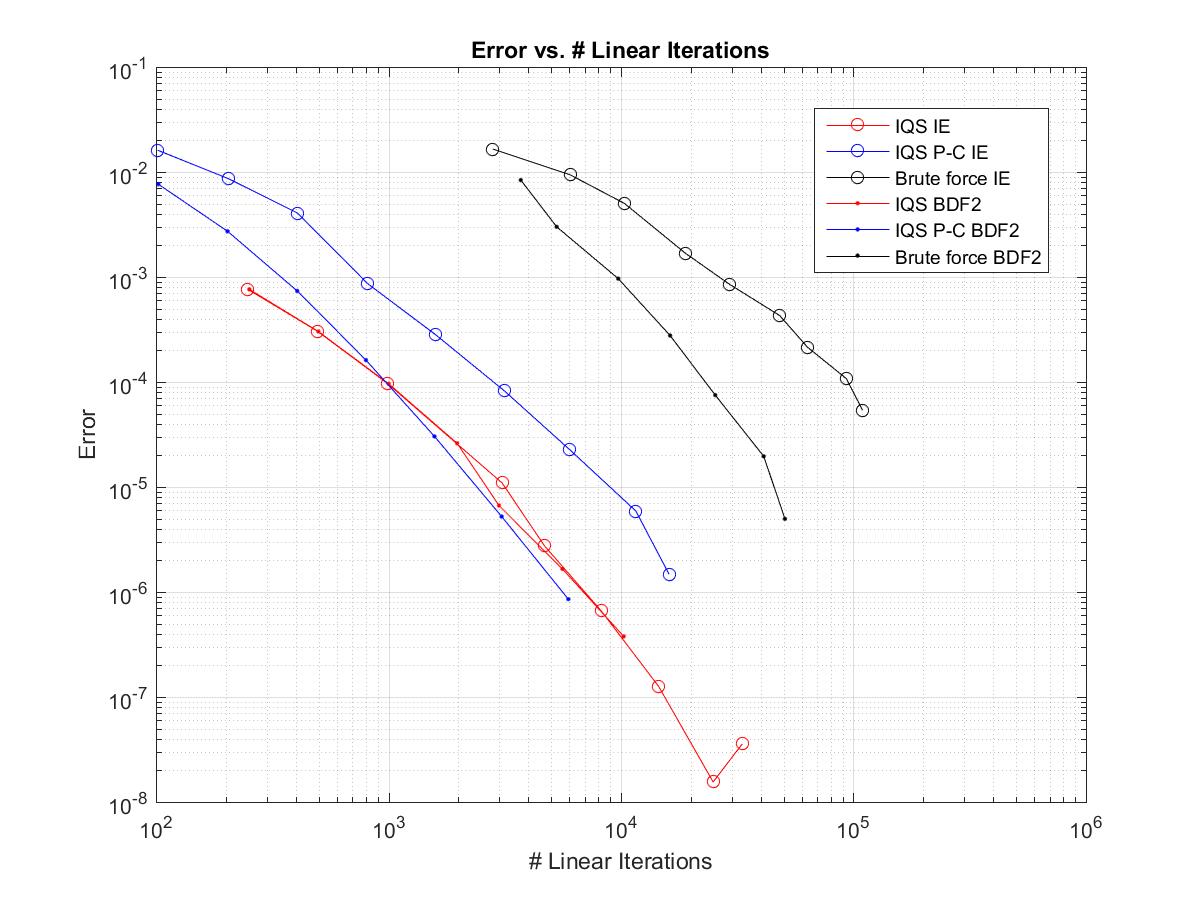 Error vs. # Linear Iterations
10^-1
10^-2
10^-3
10^-4
10^-5
10^-6
10^-7
10^-8
Error
IQS IE
IQS P-C IE
Brute force IE
IQS BDF2
IQS P-C BDF2
Brute force BDF2
10^2
10^3
10^4
10^5
10^6
# Linear Iterations